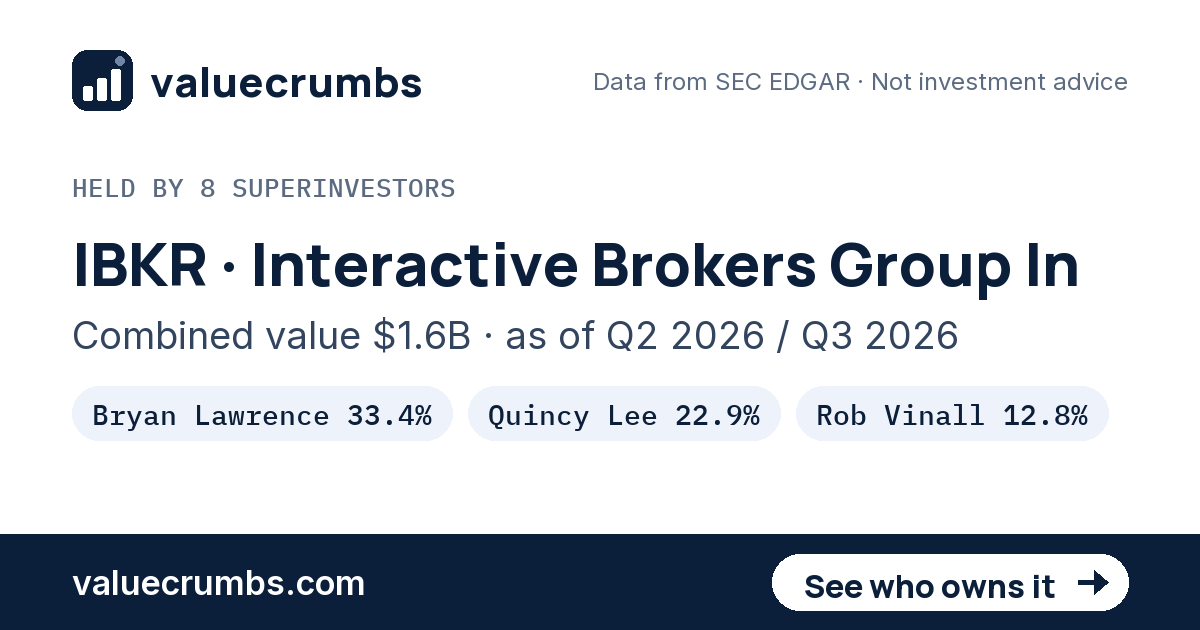 valuecrumbs
Data from SEC EDGAR · Not investment advice
HELD BY 8 SUPERINVESTORS
IBKR · Interactive Brokers Group In
Combined value $1.6B · as of Q2 2026 / Q3 2026
Bryan Lawrence 33.4%
Quincy Lee 22.9%
Rob Vinall 12.8%
valuecrumbs.com
See who owns it →